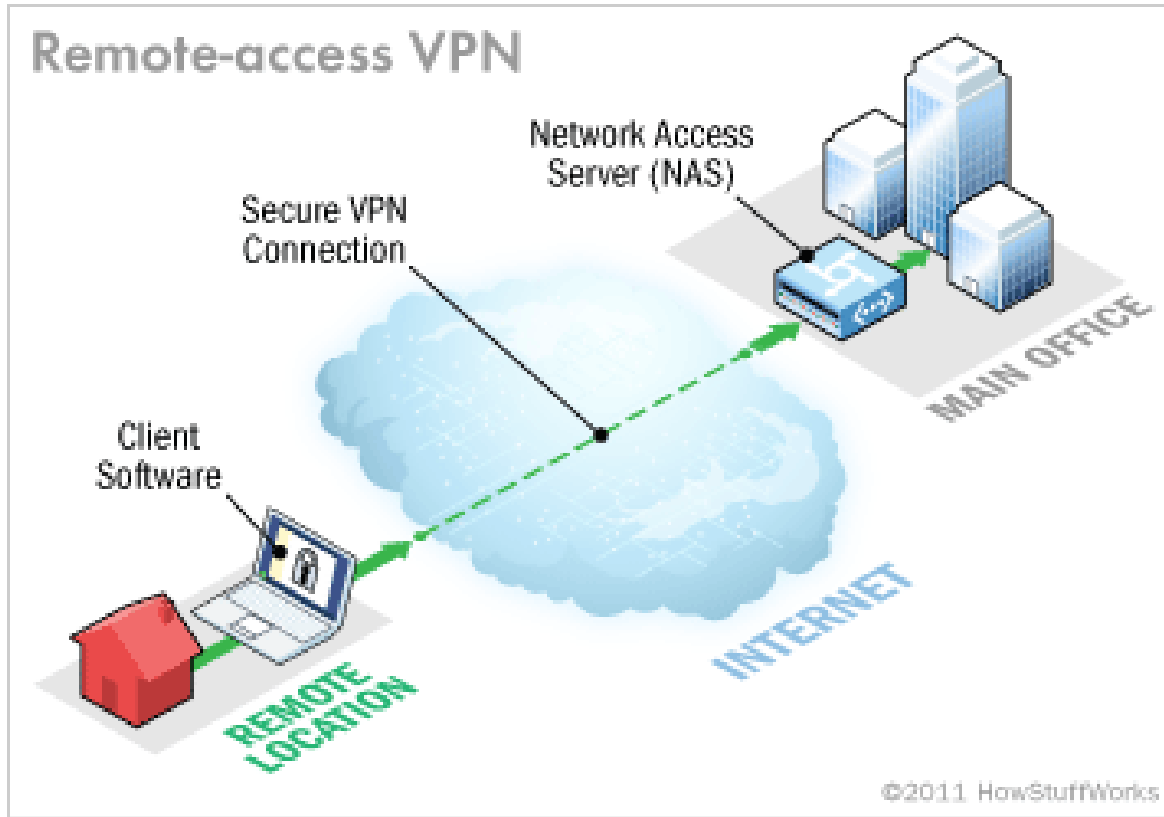 Remote-access VPN
Network Access
Server (NAS)
Secure VPN
Connection
Client
Software
MAIN OFFICE
INTERNET
REMOTE
LOCATION
©2011 HowStuffWorks